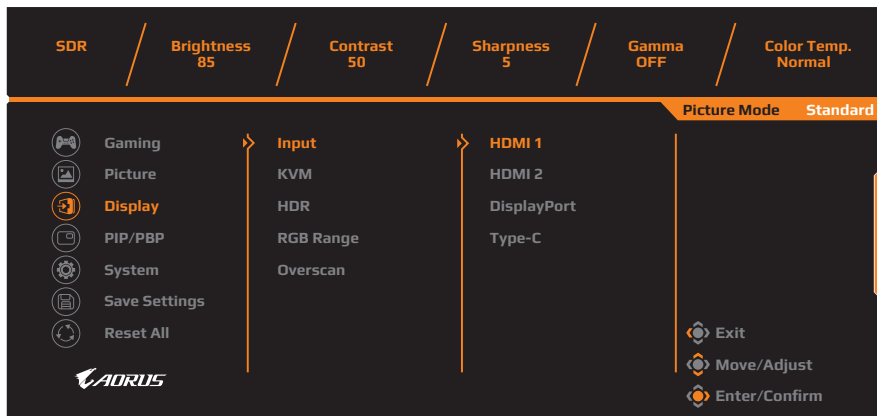 SDR
Brightness
85
Contrast
50
Sharpness
5
Gamma
OFF
Color Temp.
Normal
Picture Mode Standard
Gaming
Picture
Display
PIP/PBP
System
Save Settings
Reset All
Input
KVM
HDR
RGB Range
Overscan
HDMI 1
HDMI 2
DisplayPort
Type-C
Exit
Move/Adjust
Enter/Confirm
AORUS